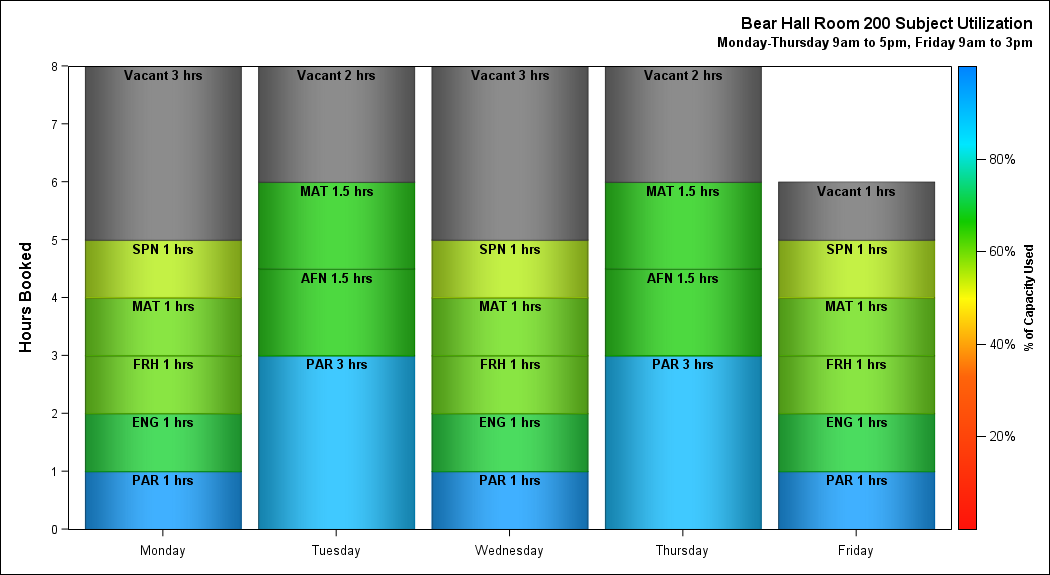 Bear Hall Room 200 Subject Utilization
Monday-Thursday 9am to 5pm, Friday 9am to 3pm
Hours Booked
8
7
6
5
4
3
2
1
0
Vacant 3 hrs
SPN 1 hrs
MAT 1 hrs
FRH 1 hrs
ENG 1 hrs
PAR 1 hrs
Monday
Vacant 2 hrs
MAT 1.5 hrs
AFN 1.5 hrs
PAR 3 hrs
Tuesday
Vacant 3 hrs
SPN 1 hrs
MAT 1 hrs
FRH 1 hrs
ENG 1 hrs
PAR 1 hrs
Wednesday
Vacant 2 hrs
MAT 1.5 hrs
AFN 1.5 hrs
PAR 3 hrs
Thursday
Vacant 1 hrs
SPN 1 hrs
MAT 1 hrs
FRH 1 hrs
ENG 1 hrs
PAR 1 hrs
Friday
80%
60%
40%
20%
% of Capacity Used